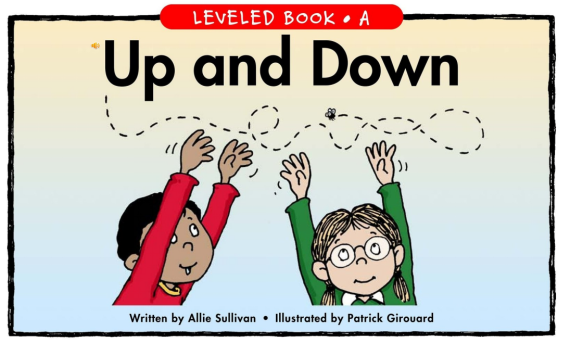 LEVELED BOOK • A
Up and Down
Written by Allie Sullivan • Illustrated by Patrick Girouard